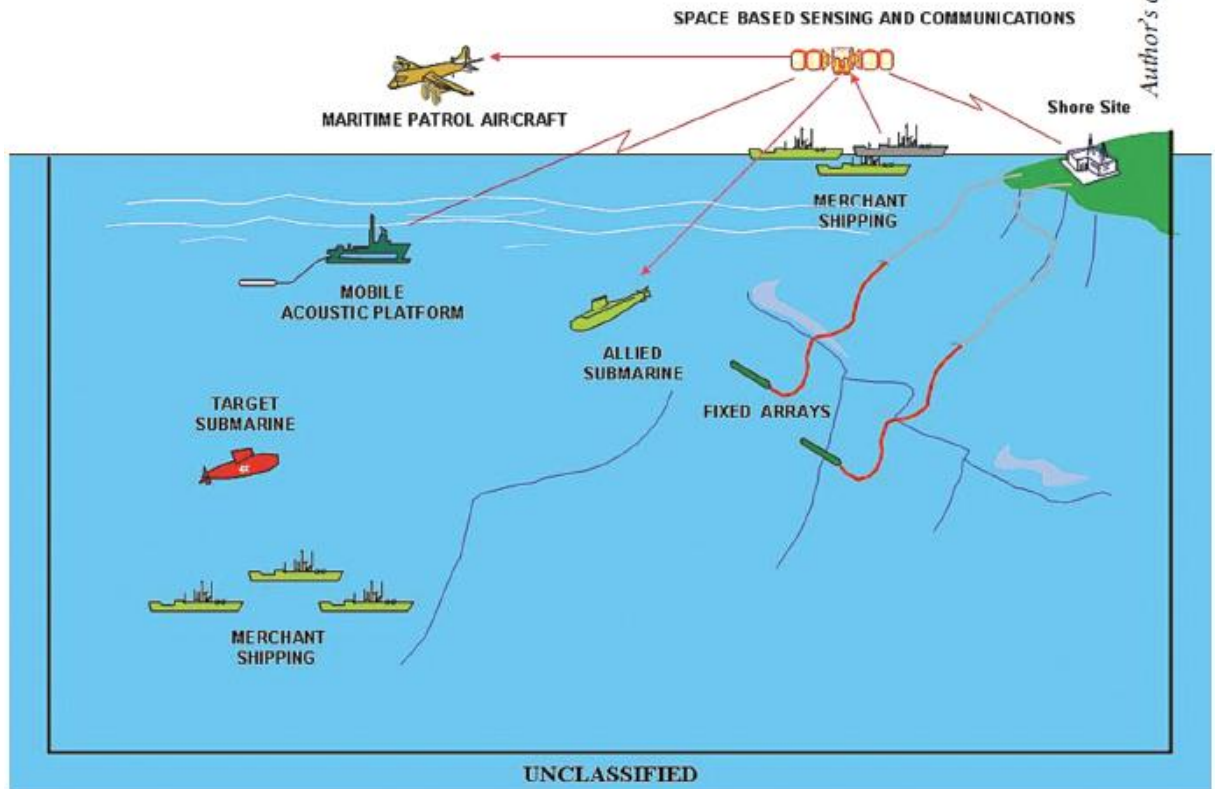 SPACE BASED SENSING AND COMMUNICATIONS
Author's
Shore Site
MARITIME PATROL AIRCRAFT
MERCHANT
SHIPPING
MOBILE
ACOUSTIC PLATFORM
ALLIED
SUBMARINE
FIXED ARRAYS
TARGET
SUBMARINE
MERCHANT
SHIPPING
UNCLASSIFIED